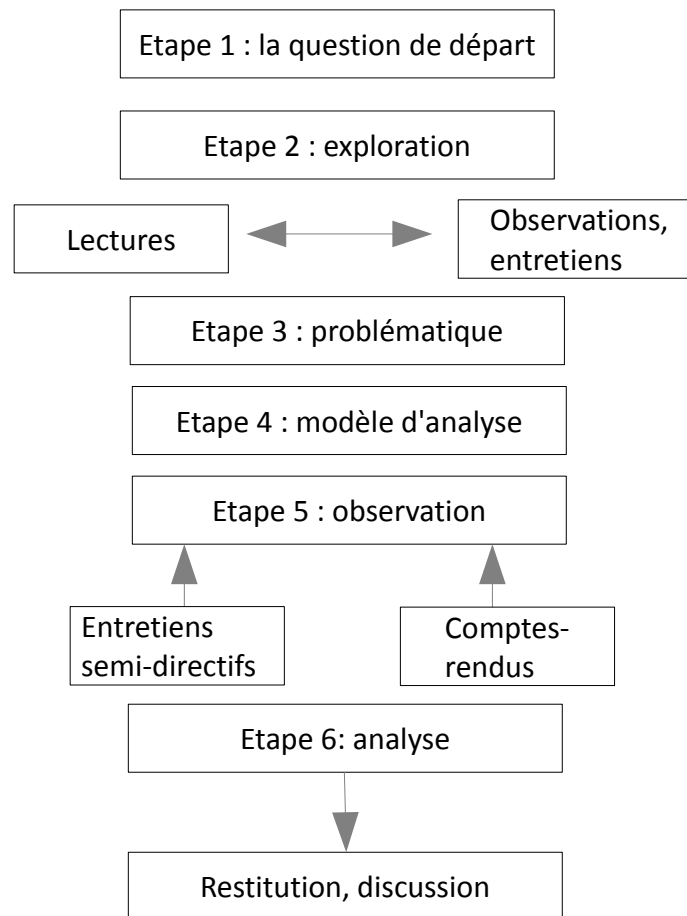 Etape 1 : la question de départ
Etape 2 : exploration
Lectures
Observations,
entretiens
Etape 3 : problématique
Etape 4 : modèle d'analyse
Etape 5 : observation
Entretiens
semi-directifs
Comptes-
rendus
Etape 6: analyse
Restitution, discussion